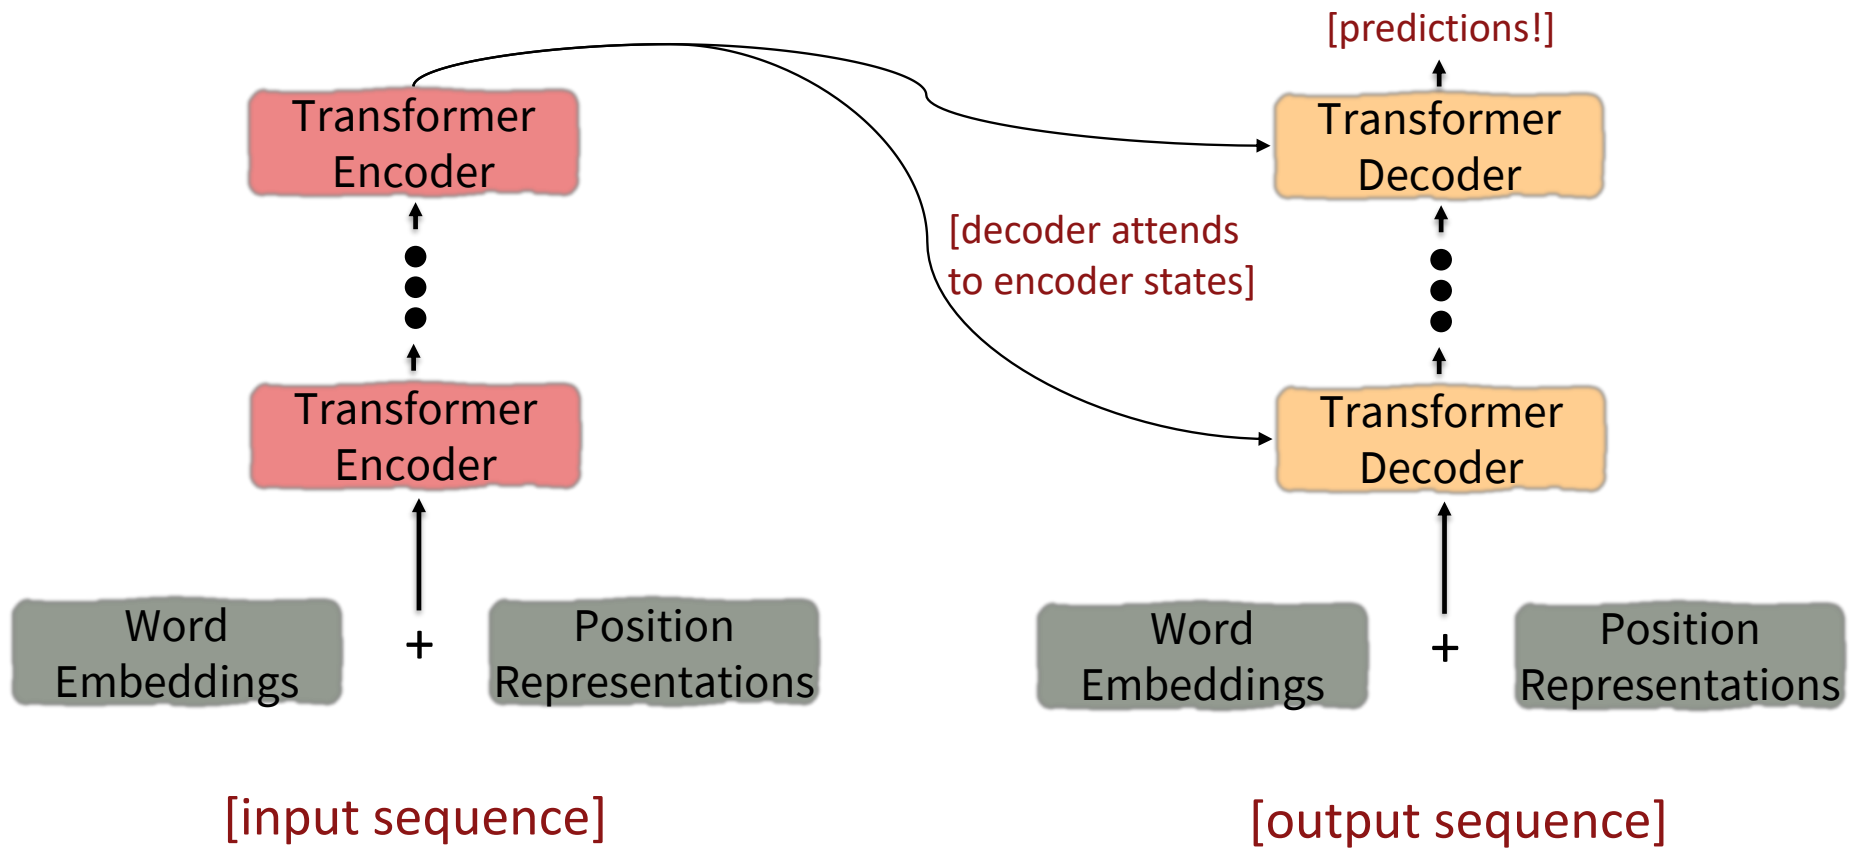 [predictions!]
Transformer
Encoder
Transformer
Decoder
[decoder attends
to encoder states]
Transformer
Encoder
Transformer
Decoder
Word
Embeddings
+
Position
Representations
Word
Embeddings
+
Position
Representations
[input sequence]
[output sequence]